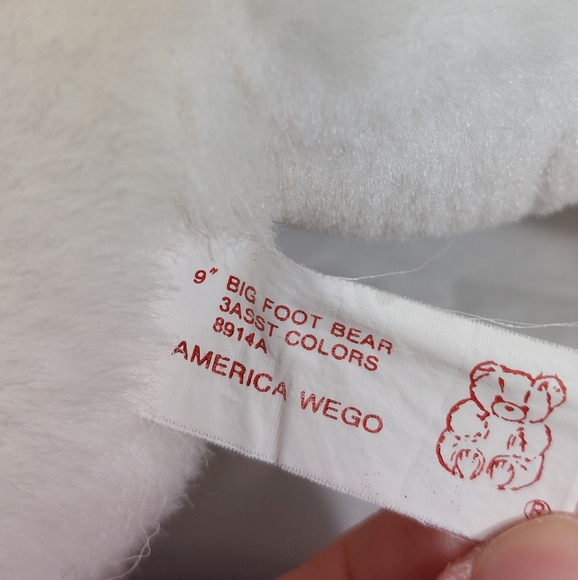 9" BIG FOOT BEAR
3ASST COLORS
8914A
AMERICA WEGO
®